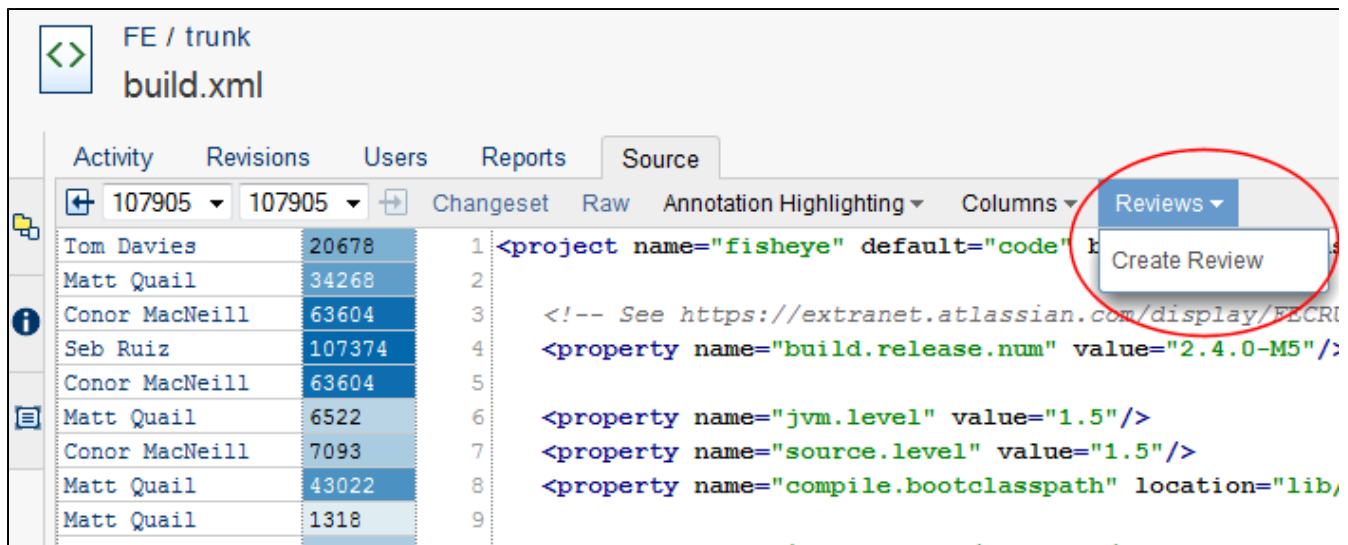 FE / trunk
build.xml
Activity Revisions Users Reports Source
107905 107905 Changeset Raw Annotation Highlighting Columns Reviews
Create Review
Tom Davies 20678 1 <project name="fisheye" default="code" b
Matt Quail 34268 2
Conor MacNeill 63604 3 <!-- See https://extranet.atlassian.com/display/FECRU
Seb Ruiz 107374 4 <property name="build.release.num" value="2.4.0-M5"/>
Conor MacNeill 63604 5
Matt Quail 6522 6 <property name="jvm.level" value="1.5"/>
Conor MacNeill 7093 7 <property name="source.level" value="1.5"/>
Matt Quail 43022 8 <property name="compile.bootclasspath" location="lib/
Matt Quail 1318 9